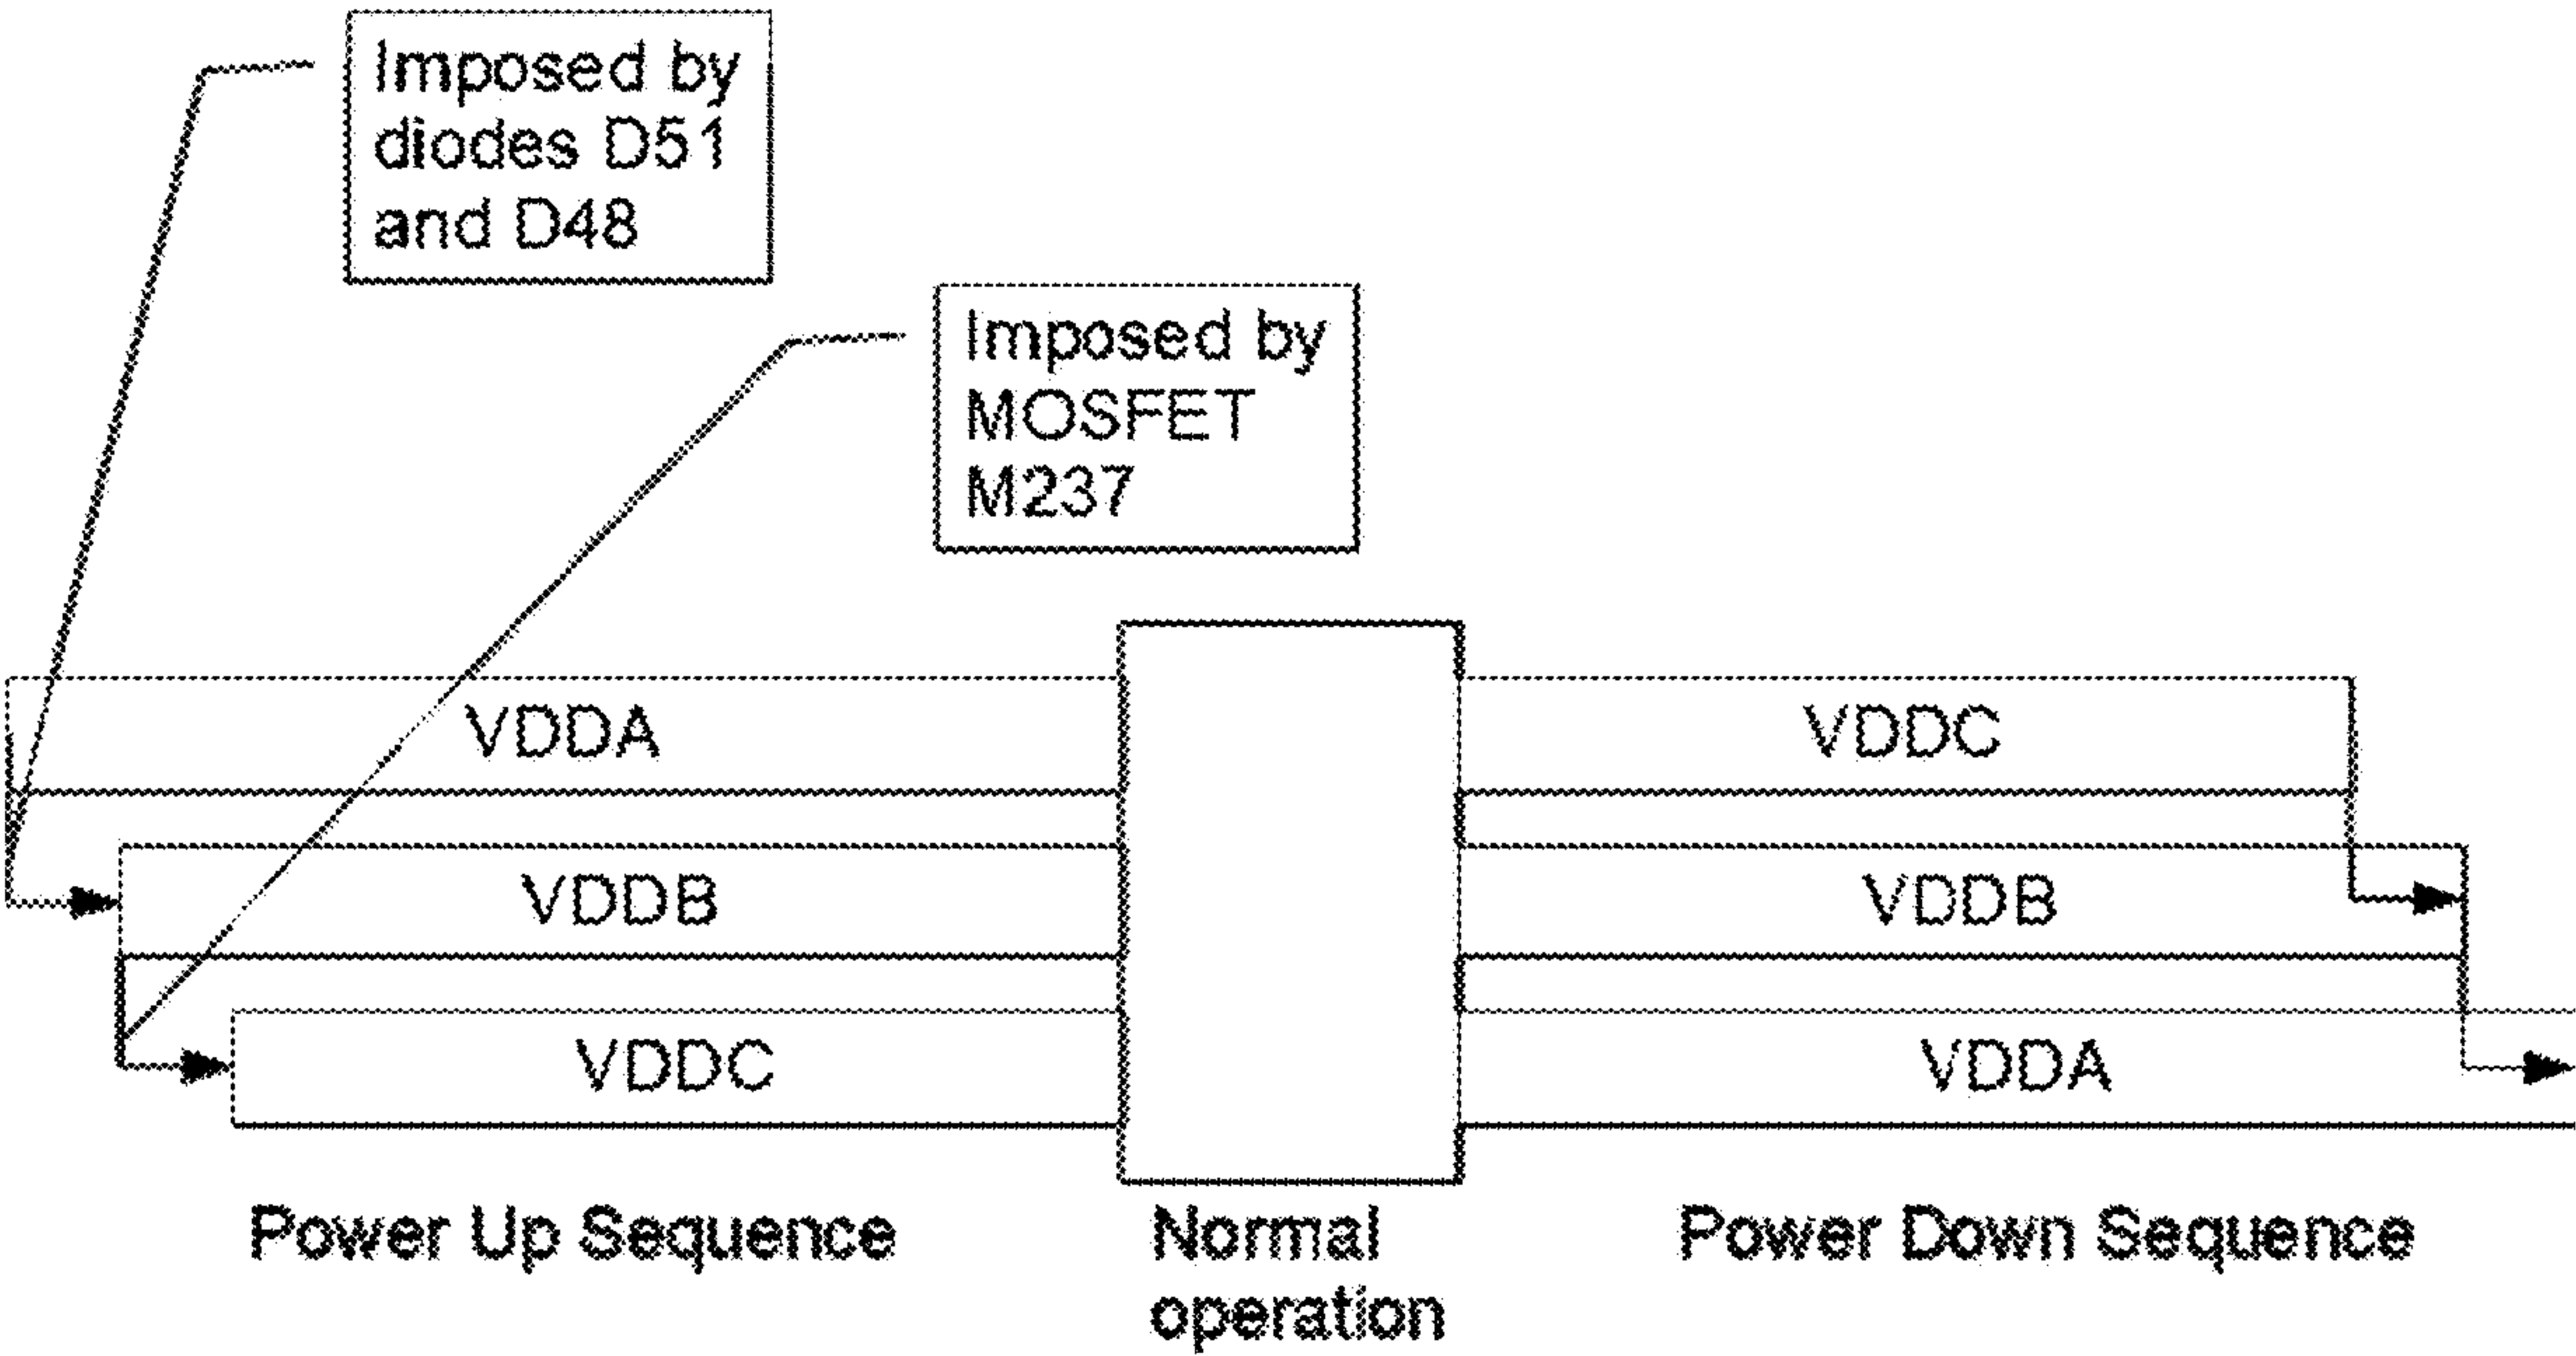 Imposed by
diodes D51
and D48
Imposed by
MOSFET
M237
VDDA
VDDC
VDDB
VDDB
VDDC
VDDA
Power Up Sequence
Normal
operation
Power Down Sequence